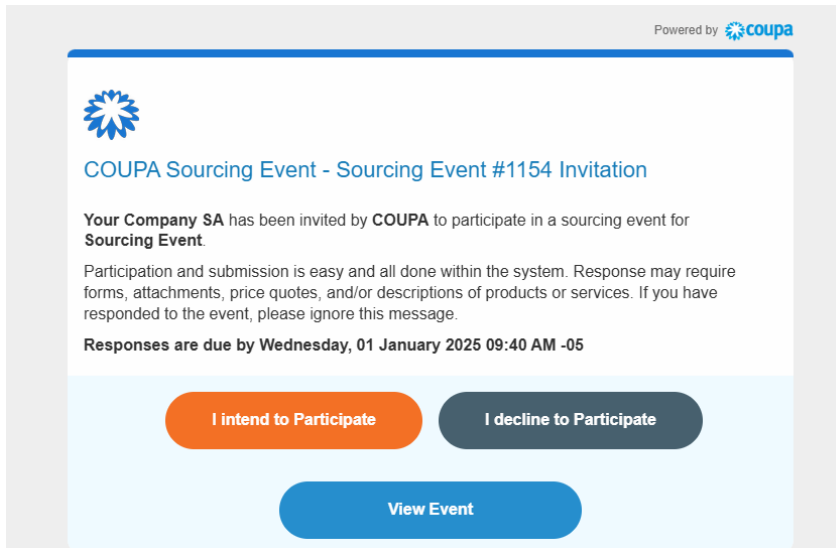 Powered by coupa
COUPA Sourcing Event - Sourcing Event #1154 Invitation
Your Company SA has been invited by COUPA to participate in a sourcing event for
Sourcing Event.
Participation and submission is easy and all done within the system. Response may require
forms, attachments, price quotes, and/or descriptions of products or services. If you have
responded to the event, please ignore this message.
Responses are due by Wednesday, 01 January 2025 09:40 AM -05
I intend to Participate
I decline to Participate
View Event